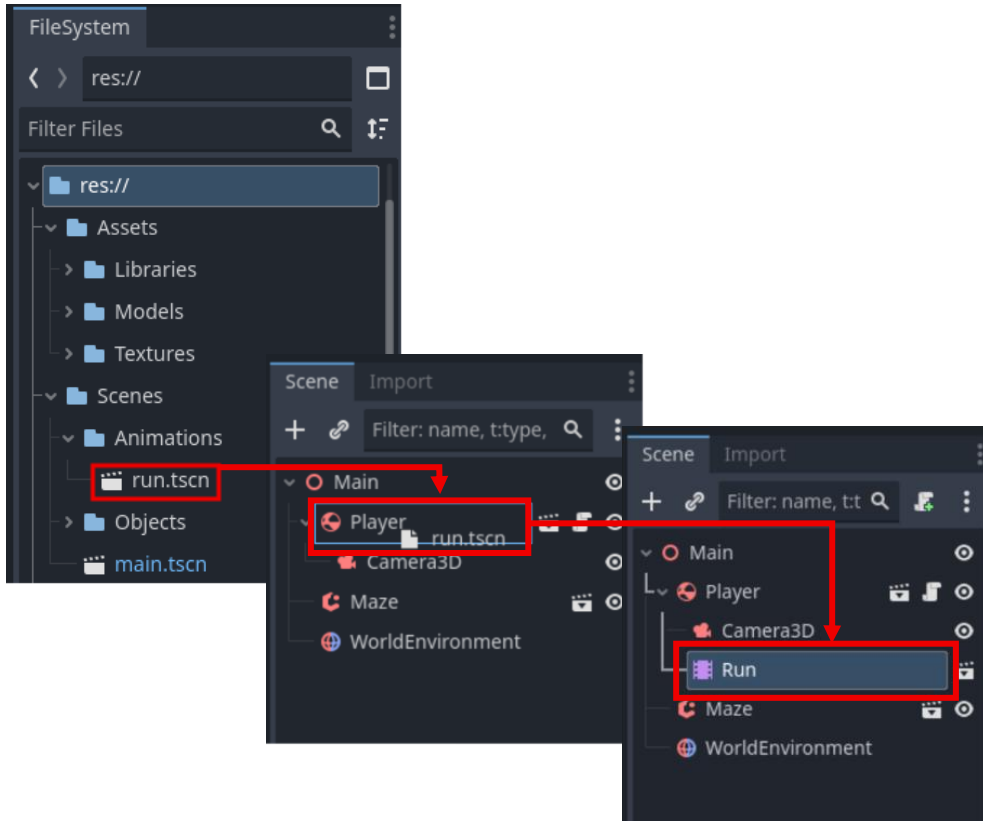 FileSystem
res://
Filter Files
res://
Assets
Libraries
Models
Textures
Scenes
Animations
run.tscn
Objects
main.tscn
Scene Import
Filter: name, t:type,
Main
Player
run.tscn
Camera3D
Maze
WorldEnvironment
Scene Import
Filter: name, t:t
Main
Player
Camera3D
Run
Maze
WorldEnvironment